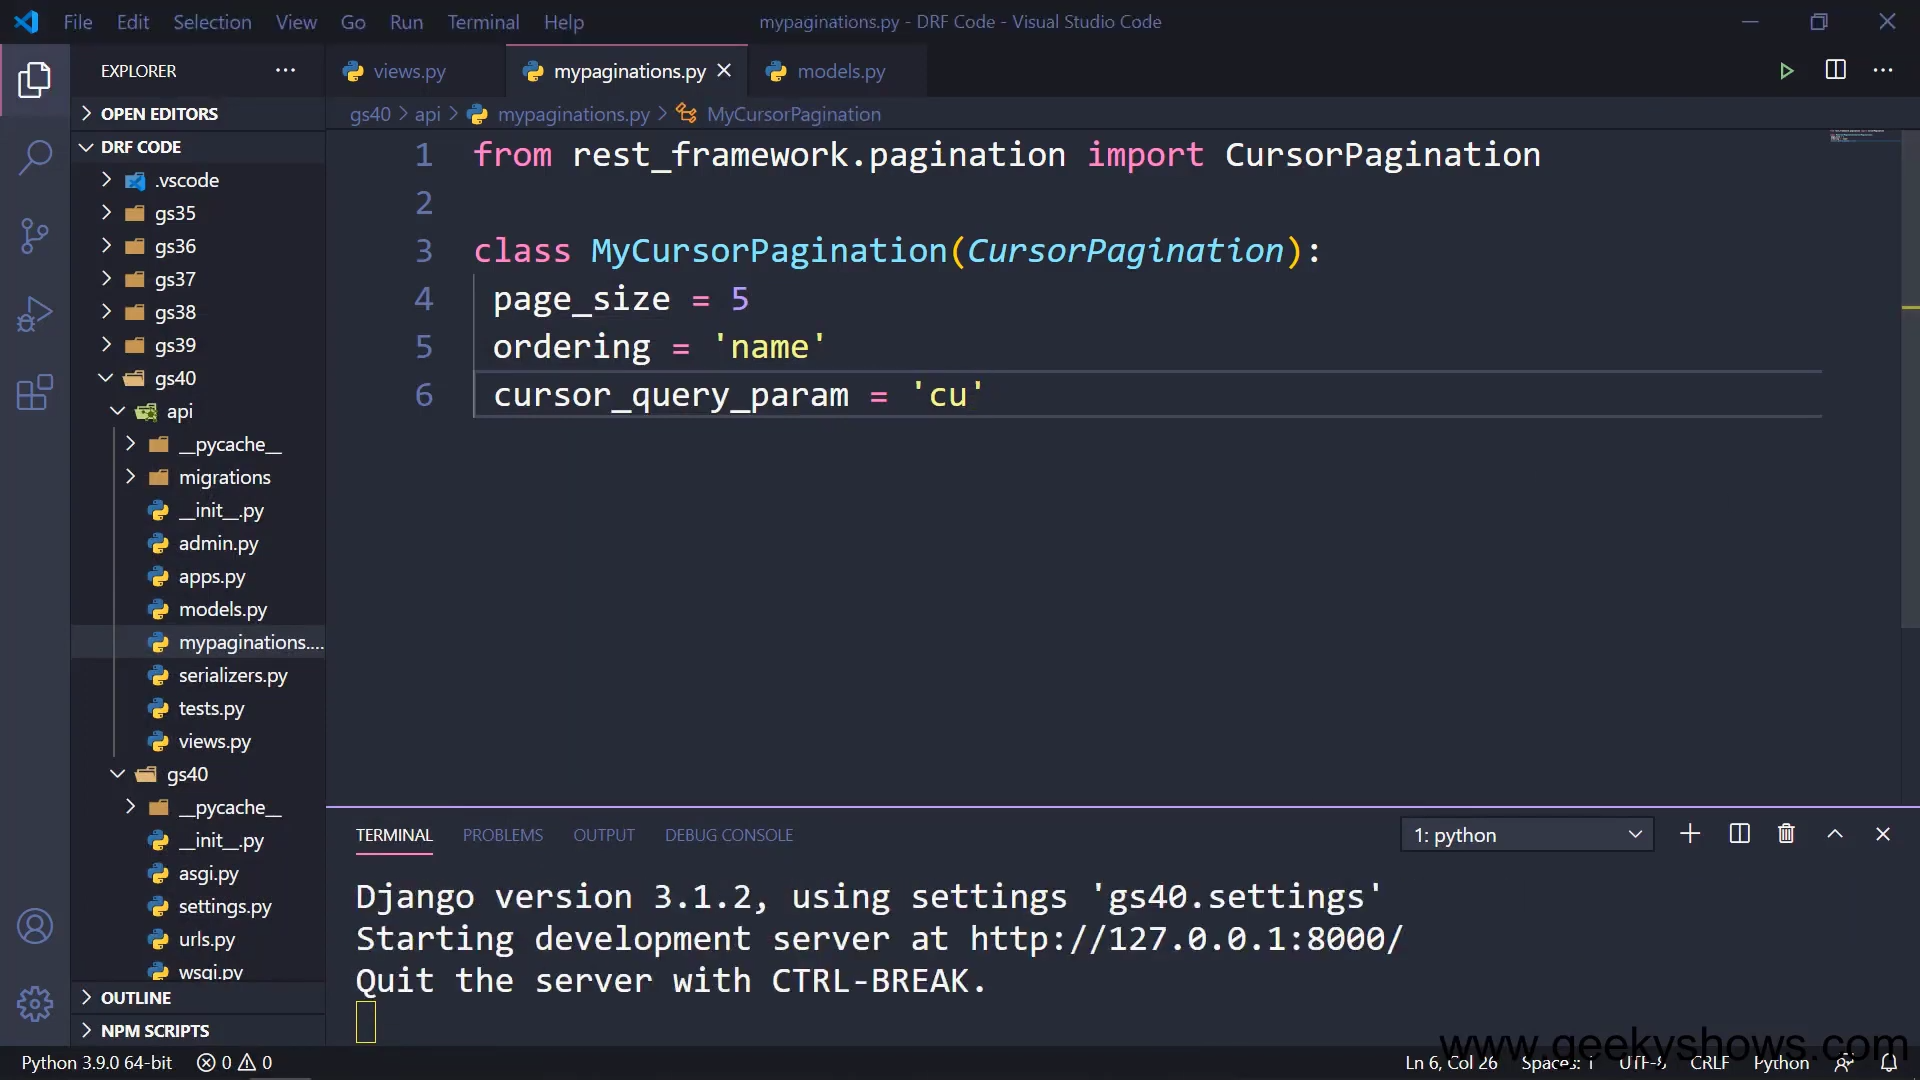 File Edit Selection View Go Run Terminal Help
mypaginations.py - DRF Code - Visual Studio Code
EXPLORER
OPEN EDITORS
DRF CODE
.vscode
gs35
gs36
gs37
gs38
gs39
gs40
api
__pycache__
migrations
__init__.py
admin.py
apps.py
models.py
mypaginations....
serializers.py
tests.py
views.py
gs40
__pycache__
__init__.py
asgi.py
settings.py
urls.py
wsgi.py
OUTLINE
NPM SCRIPTS
views.py mypaginations.py models.py
gs40 > api > mypaginations.py > MyCursorPagination
1 from rest_framework.pagination import CursorPagination
2
3 class MyCursorPagination(CursorPagination):
4 page_size = 5
5 ordering = 'name'
6 cursor_query_param = 'cu'
TERMINAL PROBLEMS OUTPUT DEBUG CONSOLE
1: python
Django version 3.1.2, using settings 'gs40.settings'
Starting development server at http://127.0.0.1:8000/
Quit the server with CTRL-BREAK.
www.geekyshows.com
Python 3.9.0 64-bit 0 0 Ln 6, Col 26 Spaces: 1 UTF-8 CRLF Python